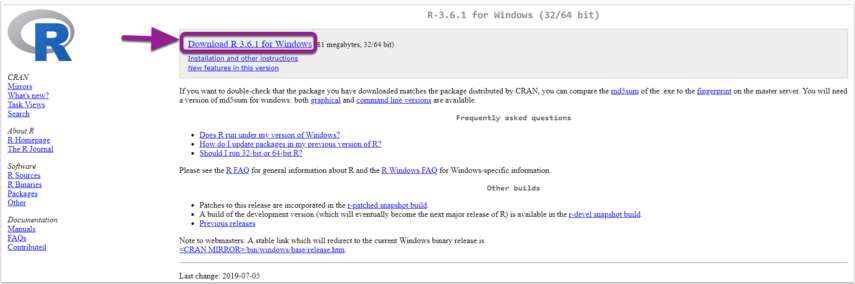 R
R-3.6.1 for Windows (32/64 bit)
Download R 3.6.1 for Windows 81 megabytes, 32/64 bit)
Installation and other instructions
New features in this version
CRAN
Mirrors
What's new?
Task Views
Search
About R
R Homepage
The R Journal
Software
R Sources
R Binaries
Packages
Other
Documentation
Manuals
FAQs
Contributed
If you want to double-check that the package you have downloaded matches the package distributed by CRAN, you can compare the md5sum of the .exe to the fingerprint on the master server. You will need
a version of md5sum for windows: both graphical and command line versions are available.
Frequently asked questions
• Does R run under my version of Windows?
• How do I update packages in my previous version of R?
• Should I run 32-bit or 64-bit R?
Please see the R FAQ for general information about R and the R Windows FAQ for Windows-specific information.
Other builds
• Patches to this release are incorporated in the r-patched snapshot build.
• A build of the development version (which will eventually become the next major release of R) is available in the r-devel snapshot build.
• Previous releases
Note to webmasters: A stable link which will redirect to the current Windows binary release is
<CRAN MIRROR>/bin/windows/base/release.htm.
Last change: 2019-07-05